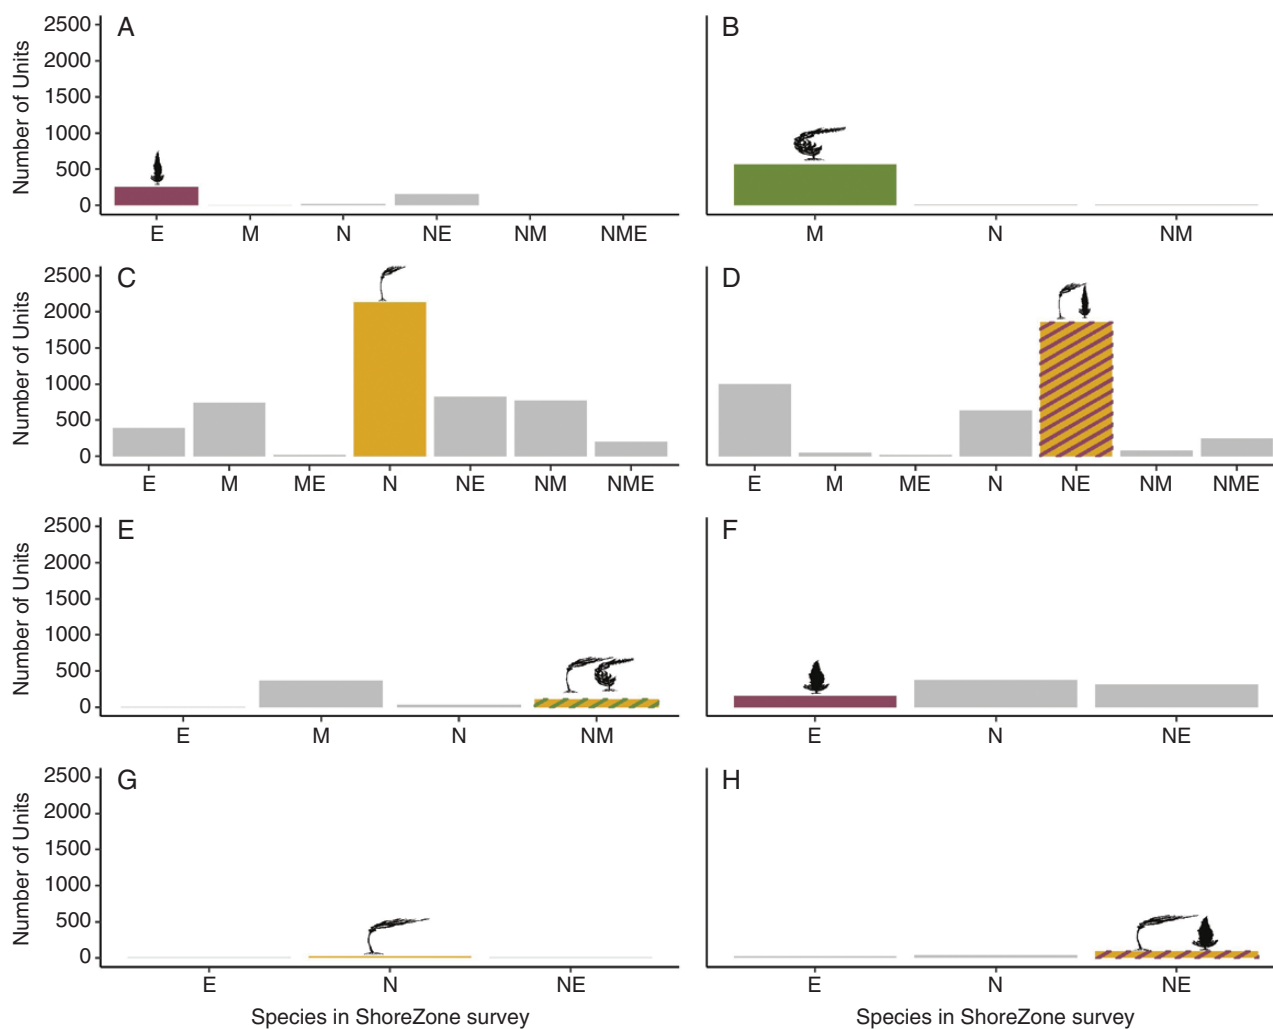 A
B
Number of Units
2500
2000
1500
1000
500
0
E M N NE NM NME
M N NM
C
D
Number of Units
2500
2000
1500
1000
500
0
E M ME N NE NM NME
E M ME N NE NM NME
E
F
Number of Units
2500
2000
1500
1000
500
0
E M N NM
E N NE
G
H
Number of Units
2500
2000
1500
1000
500
0
E N NE
E N NE
Species in ShoreZone survey
Species in ShoreZone survey